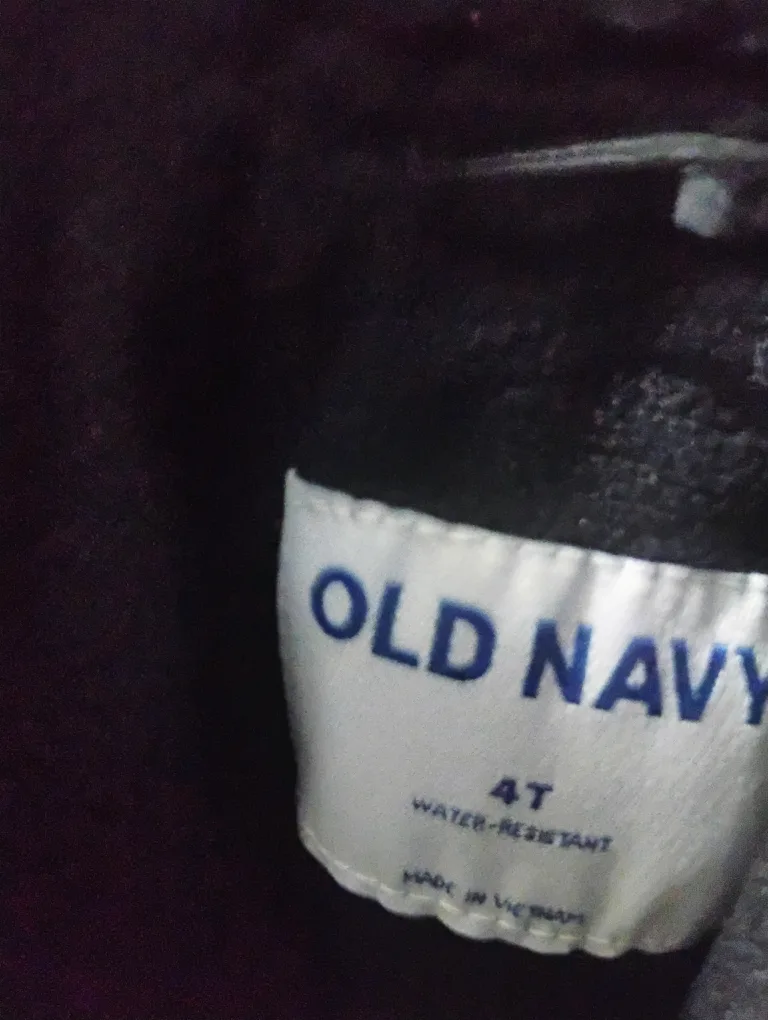 OLD NAVY
4T
WATER-RESISTANT
MADE IN VIETNAM